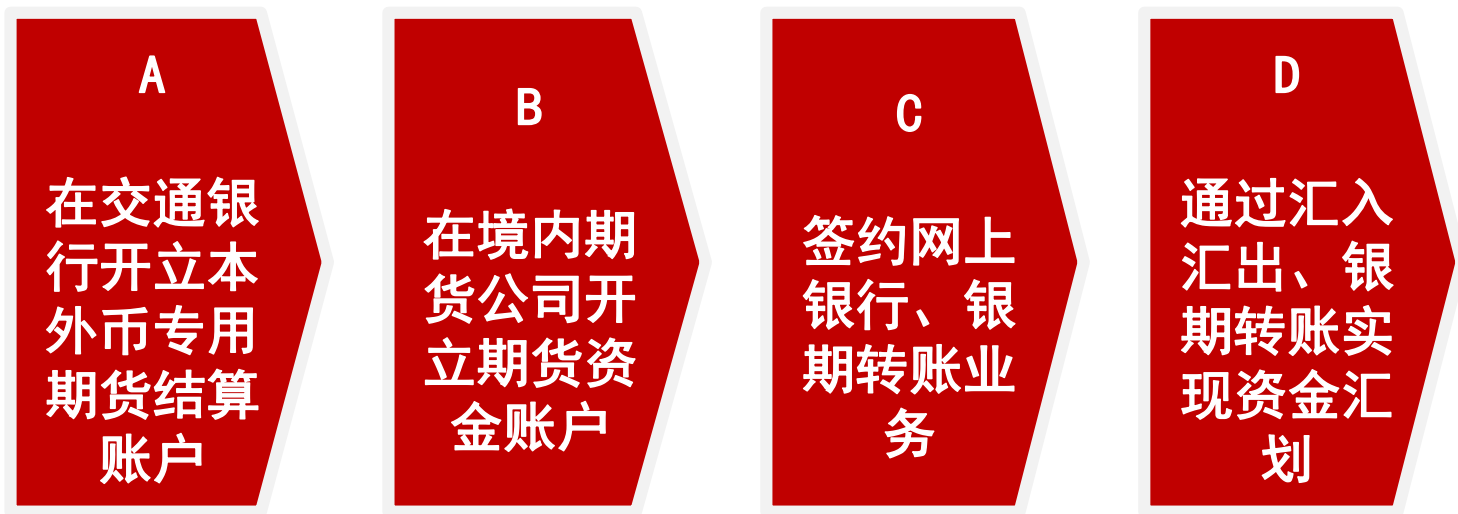 A
在交通银
行开立本
外币专用
期货结算
账户
B
在境内期
货公司开
立期货资
金账户
C
签约网上
银行、银
期转账业
务
D
通过汇入
汇出、银
期转账实
现资金汇
划